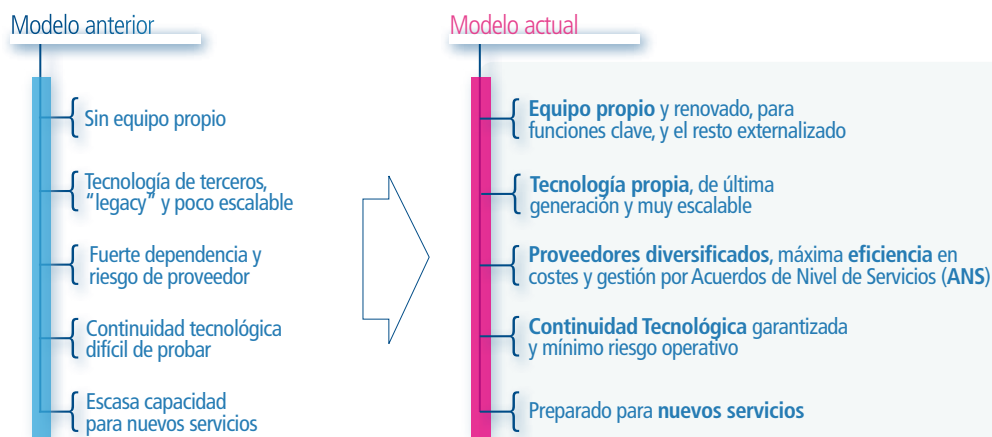 Modelo anterior
Sin equipo propio
Tecnología de terceros,
“legacy” y poco escalable
Fuerte dependencia y
riesgo de proveedor
Continuidad tecnológica
difícil de probar
Escasa capacidad
para nuevos servicios
Modelo actual
Equipo propio y renovado, para
funciones clave, y el resto externalizado
Tecnología propia, de última
generación y muy escalable
Proveedores diversificados, máxima eficiencia en
costes y gestión por Acuerdos de Nivel de Servicios (ANS)
Continuidad Tecnológica garantizada
y mínimo riesgo operativo
Preparado para nuevos servicios